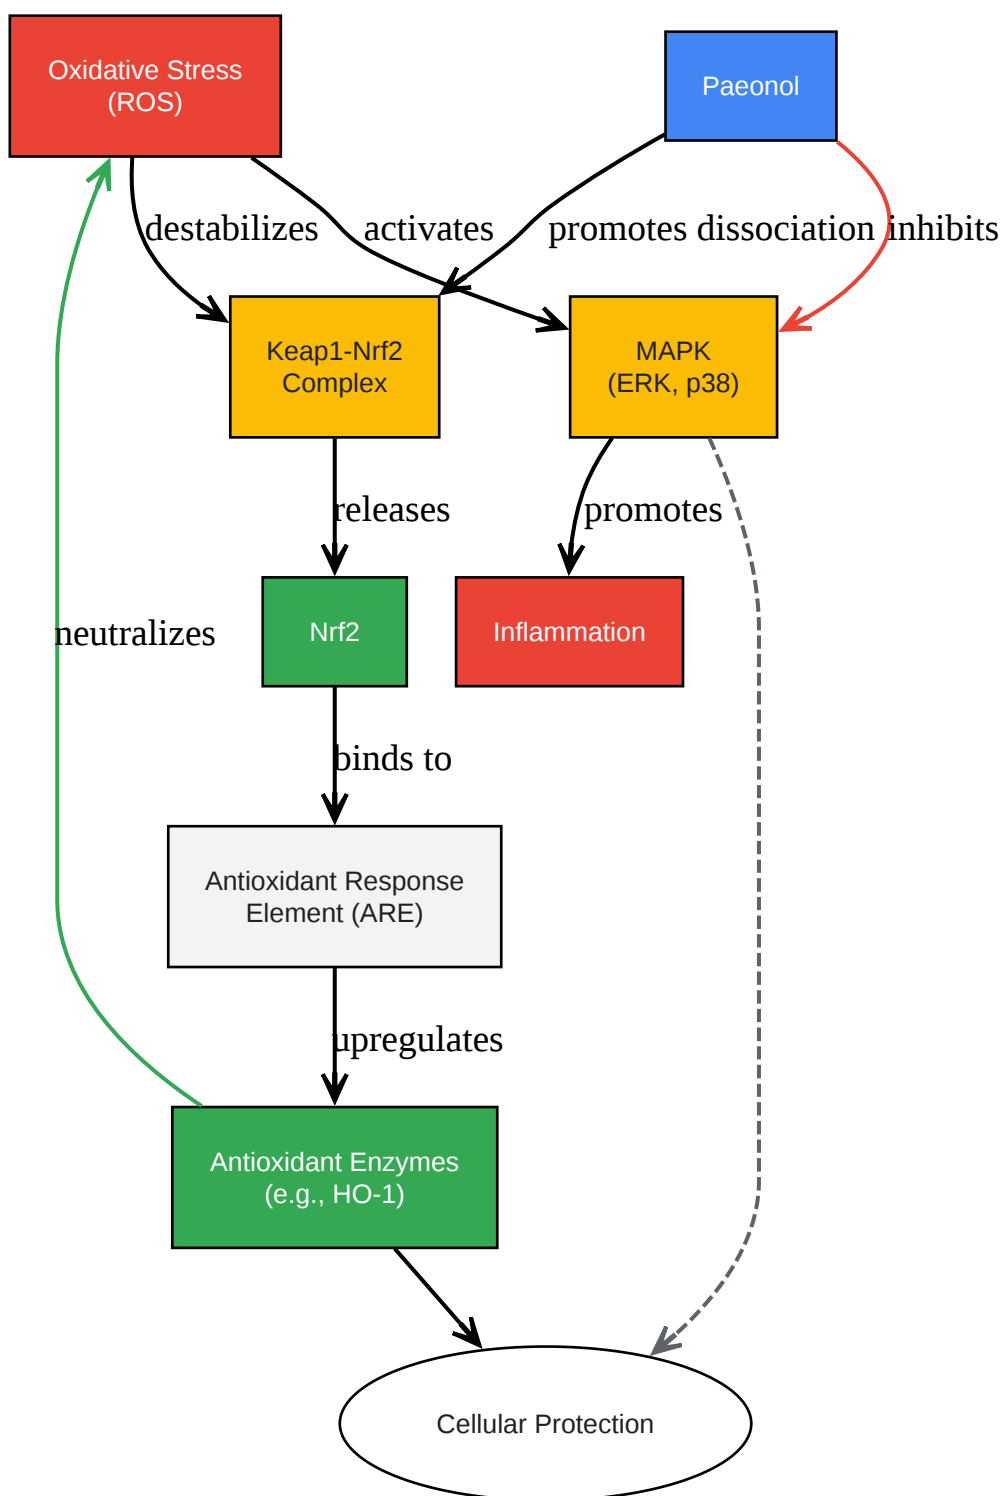 Oxidative Stress
(ROS)
Paeonol
destabilizes
activates
promotes dissociation
inhibits
Keap1-Nrf2
Complex
MAPK
(ERK, p38)
releases
promotes
Nrf2
Inflammation
neutralizes
binds to
Antioxidant Response
Element (ARE)
upregulates
Antioxidant Enzymes
(e.g., HO-1)
Cellular Protection